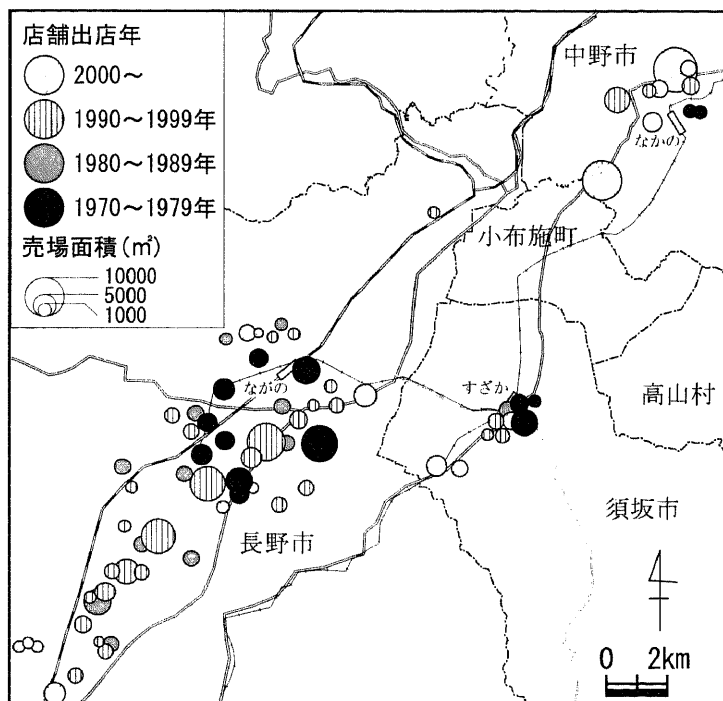 店舗出店年
2000～
1990～1999年
1980～1989年
1970～1979年
売場面積(㎡)
10000
5000
1000
中野市
なかの
小布施町
高山村
ながの
すざか
須坂市
長野市
0 2km